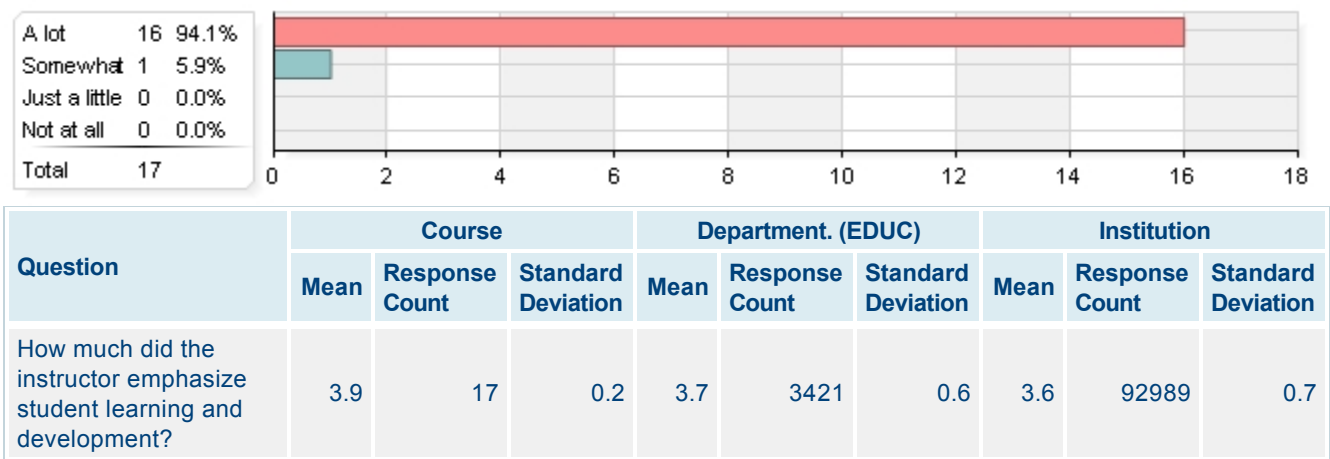 A lot 16 94.1%
Somewhat 1 5.9%
Just a little 0 0.0%
Not at all 0 0.0%
Total 17
0 2 4 6 8 10 12 14 16 18
Question
Course
Department. (EDUC)
Institution
Mean
Response
Count
Standard
Deviation
Mean
Response
Count
Standard
Deviation
Mean
Response
Count
Standard
Deviation
How much did the
instructor emphasize
student learning and
development?
3.9 17 0.2 3.7 3421 0.6 3.6 92989 0.7